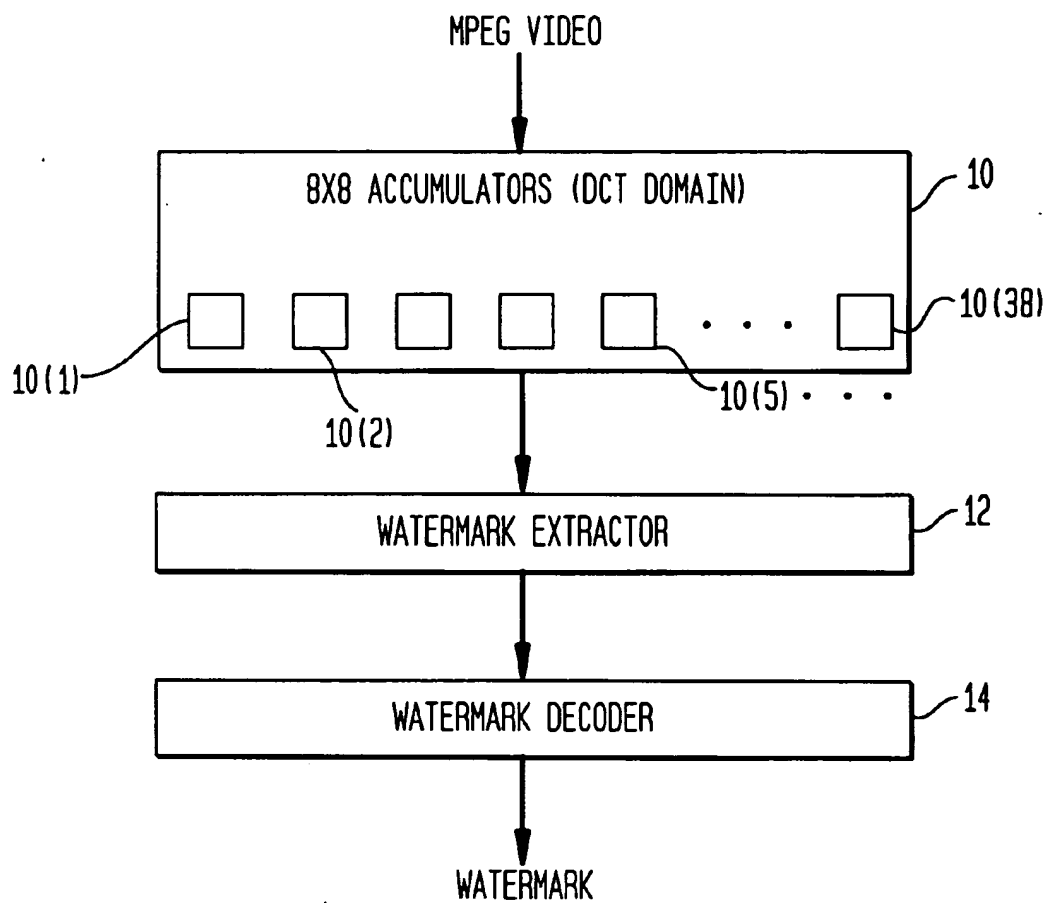 MPEG VIDEO
8X8 ACCUMULATORS (DCT DOMAIN)
10
. . .
10(38)
10(1)
10(2)
10(5) . . .
WATERMARK EXTRACTOR
12
WATERMARK DECODER
14
WATERMARK